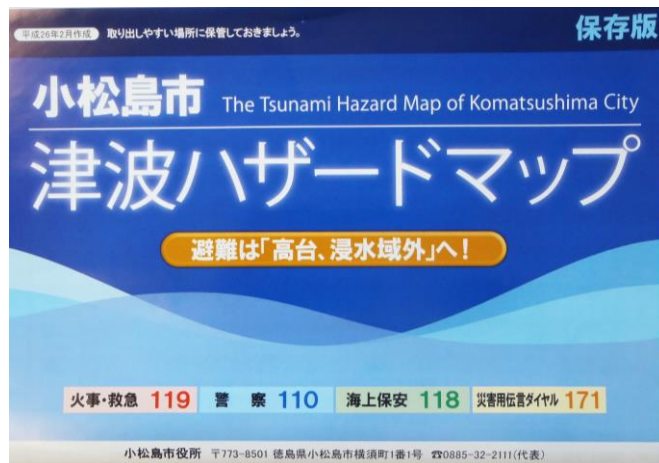 平成26年2月作成 取り出しやすい場所に保管しておきましょう。 保存版
小松島市 The Tsunami Hazard Map of Komatsushima City
津波ハザードマップ
避難は「高台、浸水域外」へ!
火事・救急 119 警察 110 海上保安 118 災害用伝言ダイヤル 171
小松島市役所 〒773-8501 徳島県小松島市横須町1番1号 ☎0885-32-2111(代表)